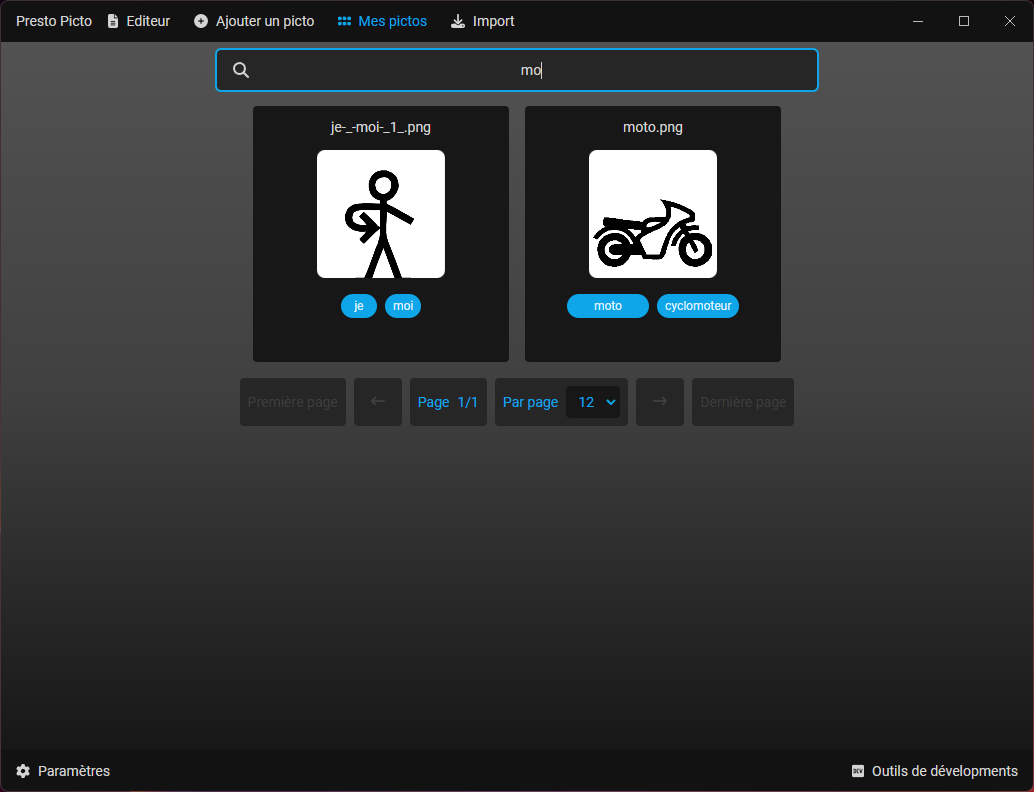 Presto Picto Editeur Ajouter un picto Mes pictos Import
mo
je-_-moi-_1_.png moto.png
je moi moto cyclomoteur
Première page ← Page 1/1 Par page 12 → Dernière page
Paramètres DEV Outils de développments